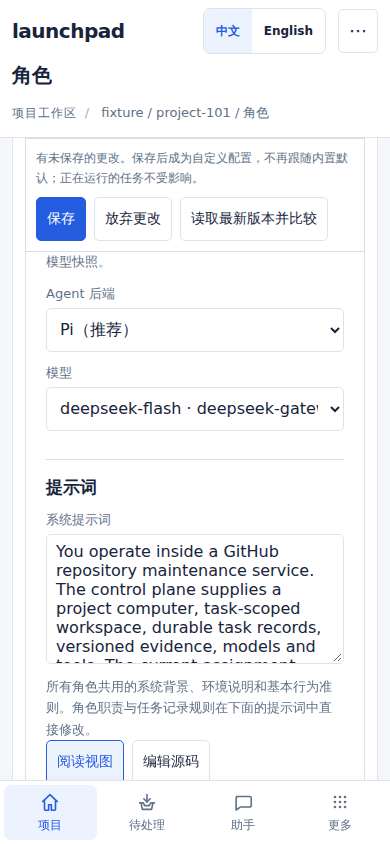 launchpad
中文
English
···
角色
项目工作区 / fixture / project-101 / 角色
有未保存的更改。保存后成为自定义配置，不再跟随内置默
认；正在运行的任务不受影响。
保存
放弃更改
读取最新版本并比较
模型快照。
Agent 后端
Pi（推荐）
模型
deepseek-flash · deepseek-gate
提示词
系统提示词
You operate inside a GitHub
repository maintenance service.
The control plane supplies a
project computer, task-scoped
workspace, durable task records,
versioned evidence, models and
tools. The current assignment
所有角色共用的系统背景、环境说明和基本行为准
则。角色职责与任务记录规则在下面的提示词中直
接修改。
阅读视图
编辑源码
项目
待处理
助手
更多